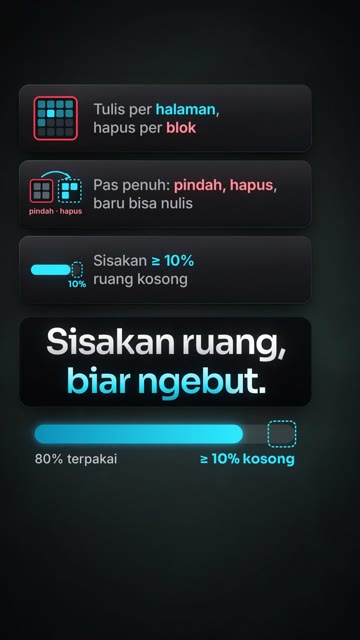 Tulis per halaman,
hapus per blok
pindah · hapus
Pas penuh: pindah, hapus,
baru bisa nulis
10%
Sisakan ≥ 10%
ruang kosong
Sisakan ruang,
biar ngebut.
80% terpakai
≥ 10% kosong